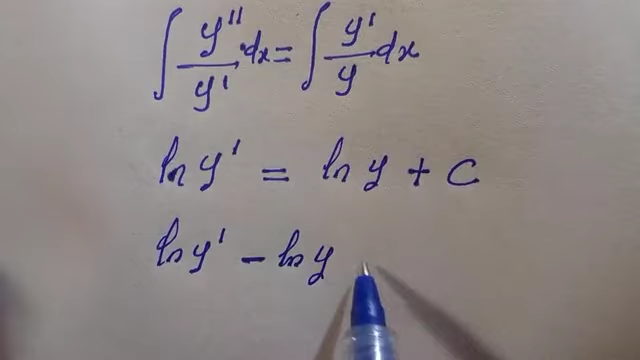 ∫ y''/y' dx = ∫ y'/y dx
ln y' = ln y + C
ln y' - ln y